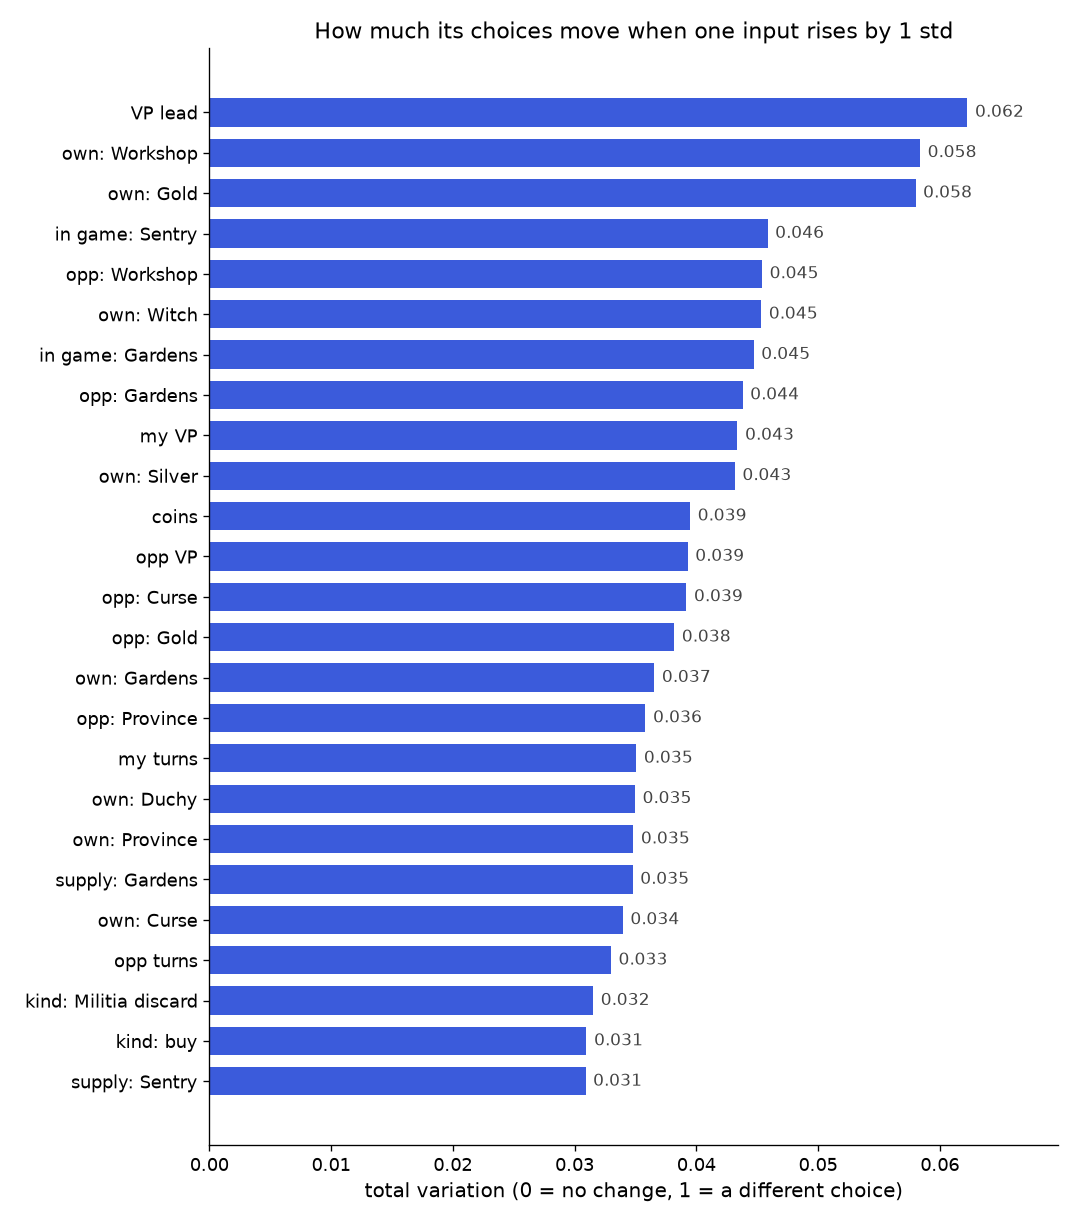 How much its choices move when one input rises by 1 std
VP lead 0.062
own: Workshop 0.058
own: Gold 0.058
in game: Sentry 0.046
opp: Workshop 0.045
own: Witch 0.045
in game: Gardens 0.045
opp: Gardens 0.044
my VP 0.043
own: Silver 0.043
coins 0.039
opp VP 0.039
opp: Curse 0.039
opp: Gold 0.038
own: Gardens 0.037
opp: Province 0.036
my turns 0.035
own: Duchy 0.035
own: Province 0.035
supply: Gardens 0.035
own: Curse 0.034
opp turns 0.033
kind: Militia discard 0.032
kind: buy 0.031
supply: Sentry 0.031
0.00 0.01 0.02 0.03 0.04 0.05 0.06
total variation (0 = no change, 1 = a different choice)